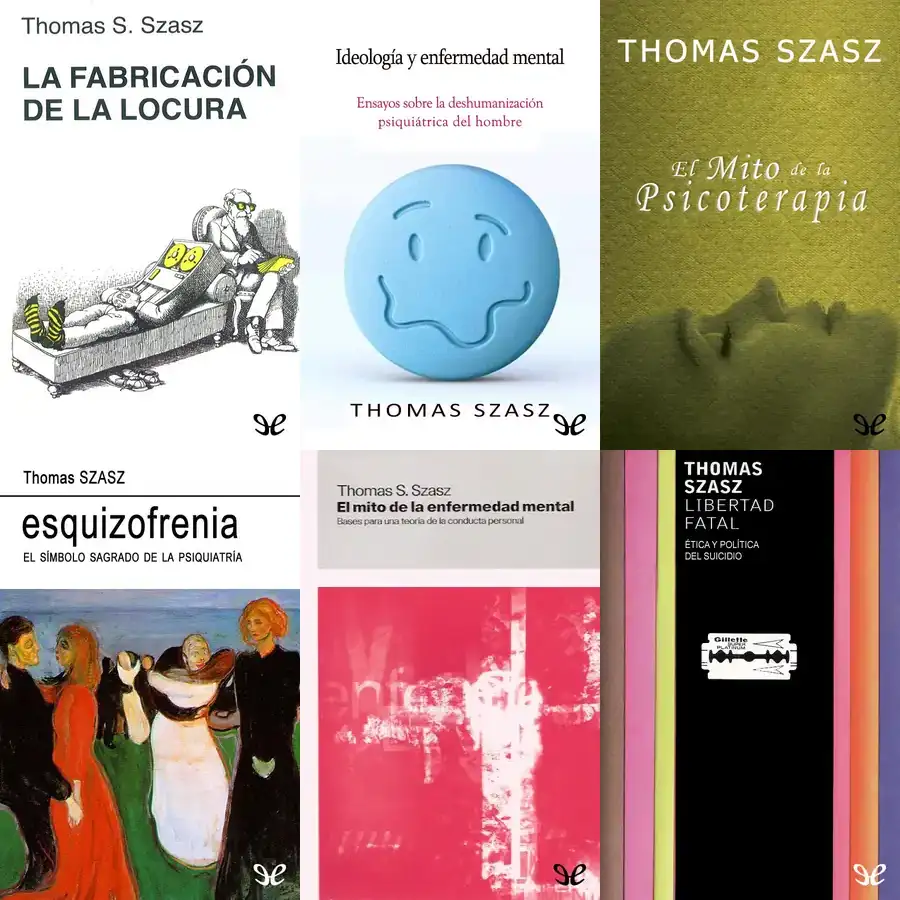 Thomas S. Szasz
LA FABRICACIÓN
DE LA LOCURA
Ideología y enfermedad mental
Ensayos sobre la deshumanización
psiquiátrica del hombre
THOMAS SZASZ
THOMAS SZASZ
El Mito de la
Psicoterapia
Thomas SZASZ
esquizofrenia
EL SÍMBOLO SAGRADO DE LA PSIQUIATRÍA
Thomas S. Szasz
El mito de la enfermedad mental
Bases para una teoría de la conducta personal
THOMAS
SZASZ
LIBERTAD
FATAL
ÉTICA Y POLÍTICA
DEL SUICIDIO
Gillette
SUPER
PLATINUM